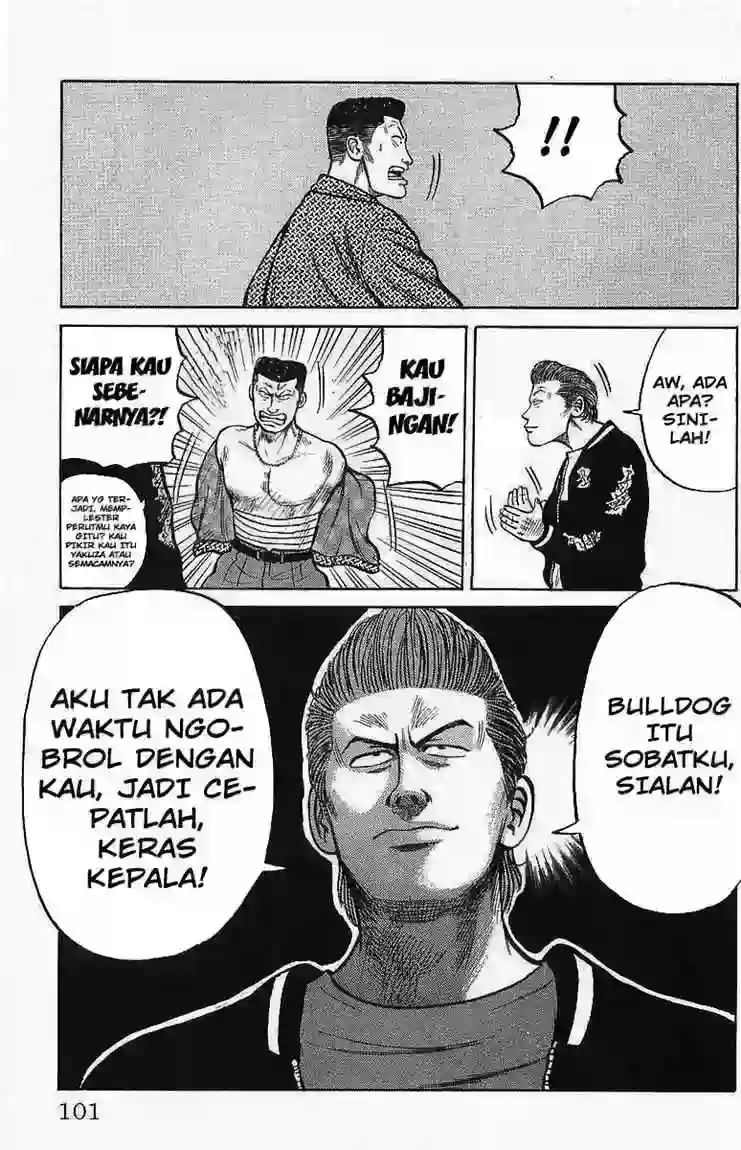 !!
AW, ADA
APA?
SINI-
LAH!
KAU
BAJI-
NGAN!
SIAPA KAU
SEBE-
NARNYA?!
APA YG TER-
JADI, MEMP-
LESTER
PERUTMU KAYA
GITU? KAU
PIKIR KAU ITU
YAKUZA ATAU
SEMACAMNYA?
BULLDOG
ITU
SOBATKU,
SIALAN!
AKU TAK ADA
WAKTU NGO-
BROL DENGAN
KAU, JADI CE-
PATLAH,
KERAS
KEPALA!
101